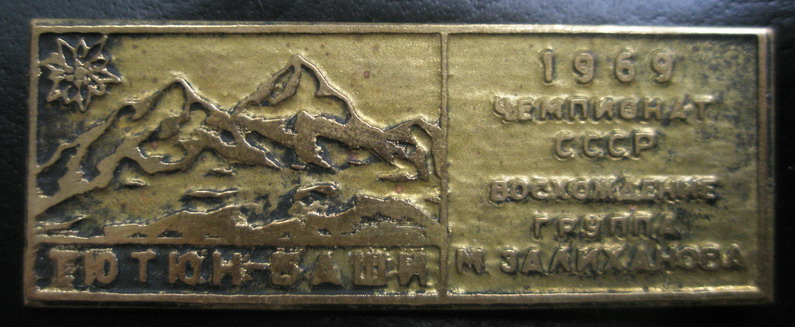 ТЮТЮН-БАШИ
1969
ЧЕМПИОНАТ
СССР
ВОСХОЖДЕНИЕ
ГРУППА
М. ЗАЛИХАНОВА